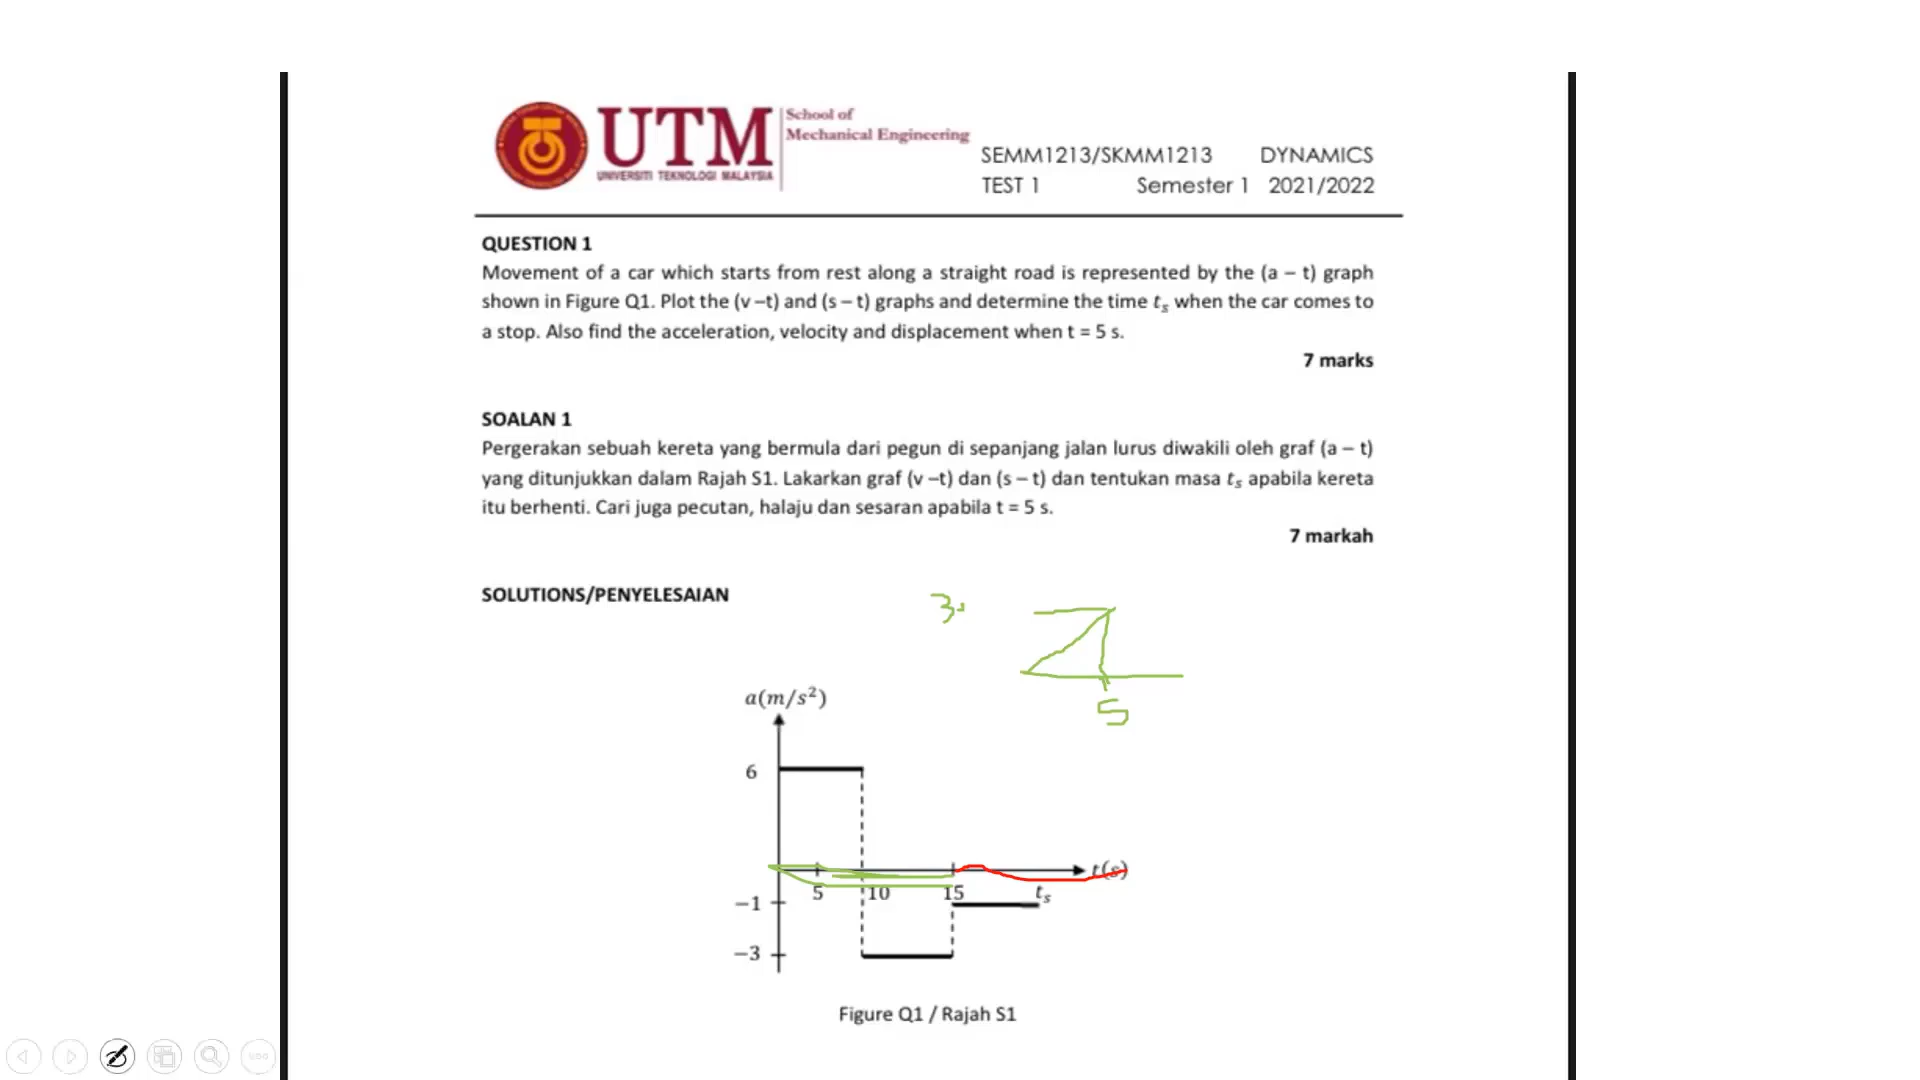 UTM
UNIVERSITI TEKNOLOGI MALAYSIA
School of
Mechanical Engineering
SEMM1213/SKMM1213 DYNAMICS
TEST 1 Semester 1 2021/2022
QUESTION 1
Movement of a car which starts from rest along a straight road is represented by the (a – t) graph
shown in Figure Q1. Plot the (v –t) and (s – t) graphs and determine the time tₛ when the car comes to
a stop. Also find the acceleration, velocity and displacement when t = 5 s.
7 marks
SOALAN 1
Pergerakan sebuah kereta yang bermula dari pegun di sepanjang jalan lurus diwakili oleh graf (a – t)
yang ditunjukkan dalam Rajah S1. Lakarkan graf (v –t) dan (s – t) dan tentukan masa tₛ apabila kereta
itu berhenti. Cari juga pecutan, halaju dan sesaran apabila t = 5 s.
7 markah
SOLUTIONS/PENYELESAIAN
5
a(m/s²)
6
t(s)
5 10 15 tₛ
−1
−3
Figure Q1 / Rajah S1